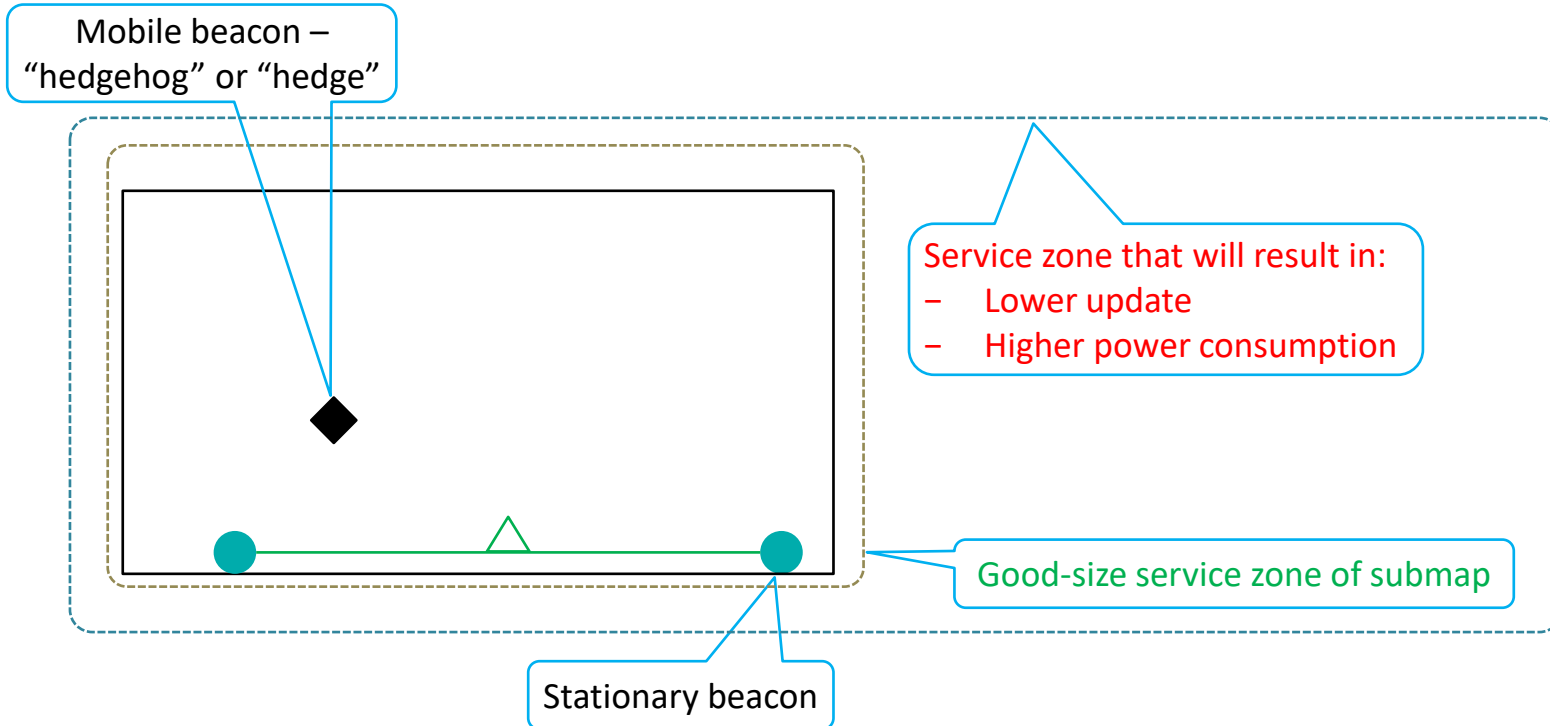 Mobile beacon –
“hedgehog” or “hedge”
Service zone that will result in:
− Lower update
− Higher power consumption
Good-size service zone of submap
Stationary beacon